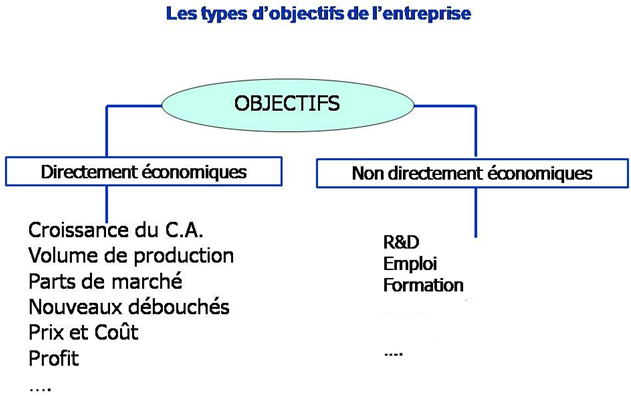 Les types d'objectifs de l'entreprise
OBJECTIFS
Directement économiques
Croissance du C.A.
Volume de production
Parts de marché
Nouveaux débouchés
Prix et Coût
Profit
....
Non directement économiques
R&D
Emploi
Formation
....